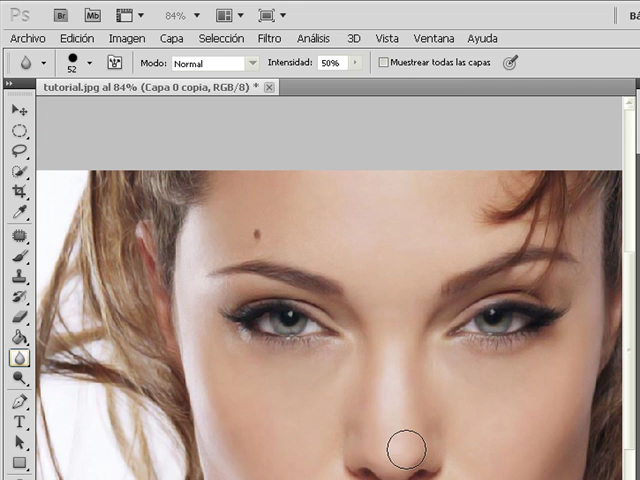 Ps Br Mb 84% Bá
Archivo Edición Imagen Capa Selección Filtro Análisis 3D Vista Ventana Ayuda
52 Modo: Normal Intensidad: 50% Muestrear todas las capas
tutorial.jpg al 84% (Capa 0 copia, RGB/8) *
T